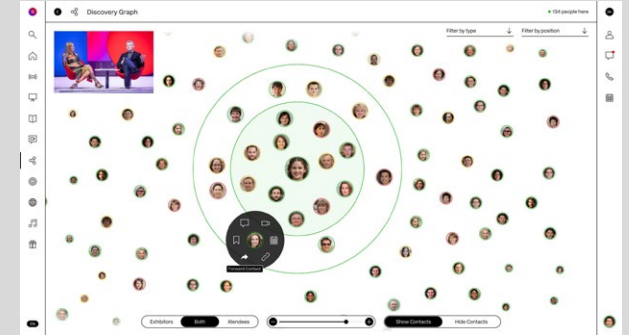 Discovery Graph
134 people here
Filter by type
Filter by position
Forward Contact
Exhibitors
Both
Attendees
Show Contacts
Hide Contacts
EN